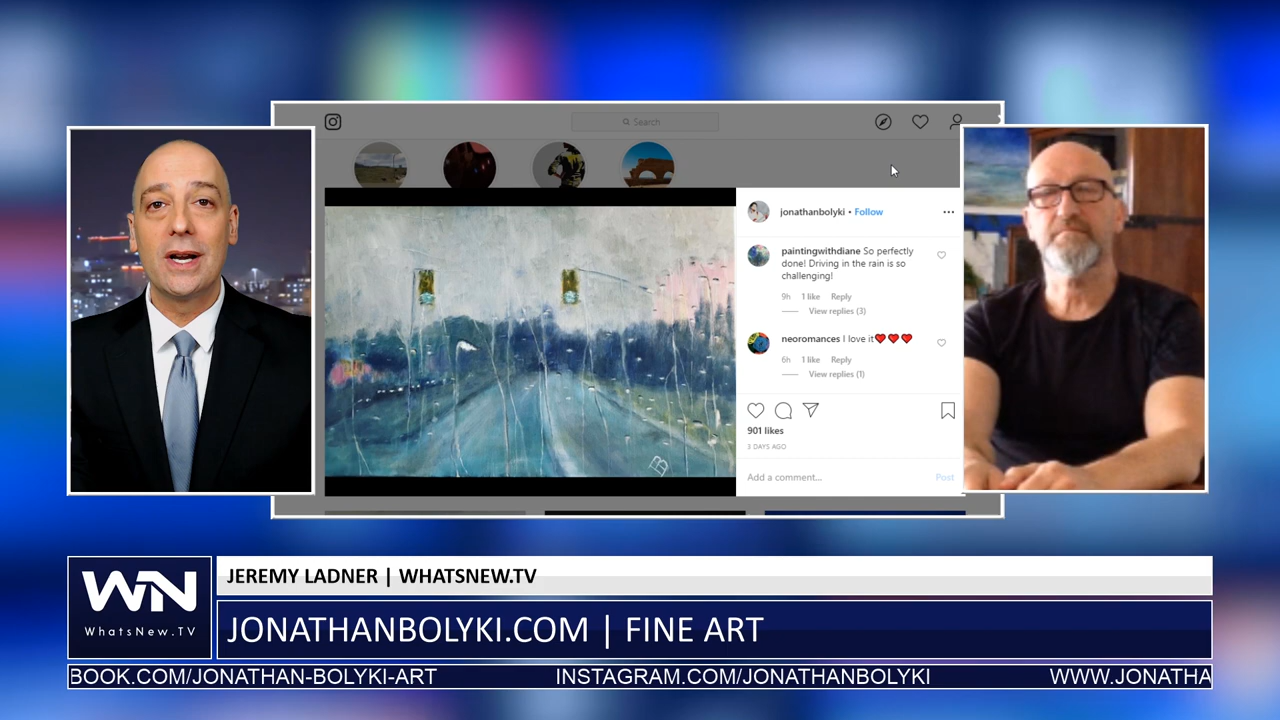 Search
jonathanbolyki • Follow
paintingwithdiane So perfectly
done! Driving in the rain is so
challenging!
9h 1 like Reply
View replies (3)
neoromances I love it❤❤❤
6h 1 like Reply
View replies (1)
901 likes
3 DAYS AGO
Add a comment... Post
WN
WhatsNew.TV
JEREMY LADNER | WHATSNEW.TV
JONATHANBOLYKI.COM | FINE ART
BOOK.COM/JONATHAN-BOLYKI-ART INSTAGRAM.COM/JONATHANBOLYKI WWW.JONATHA